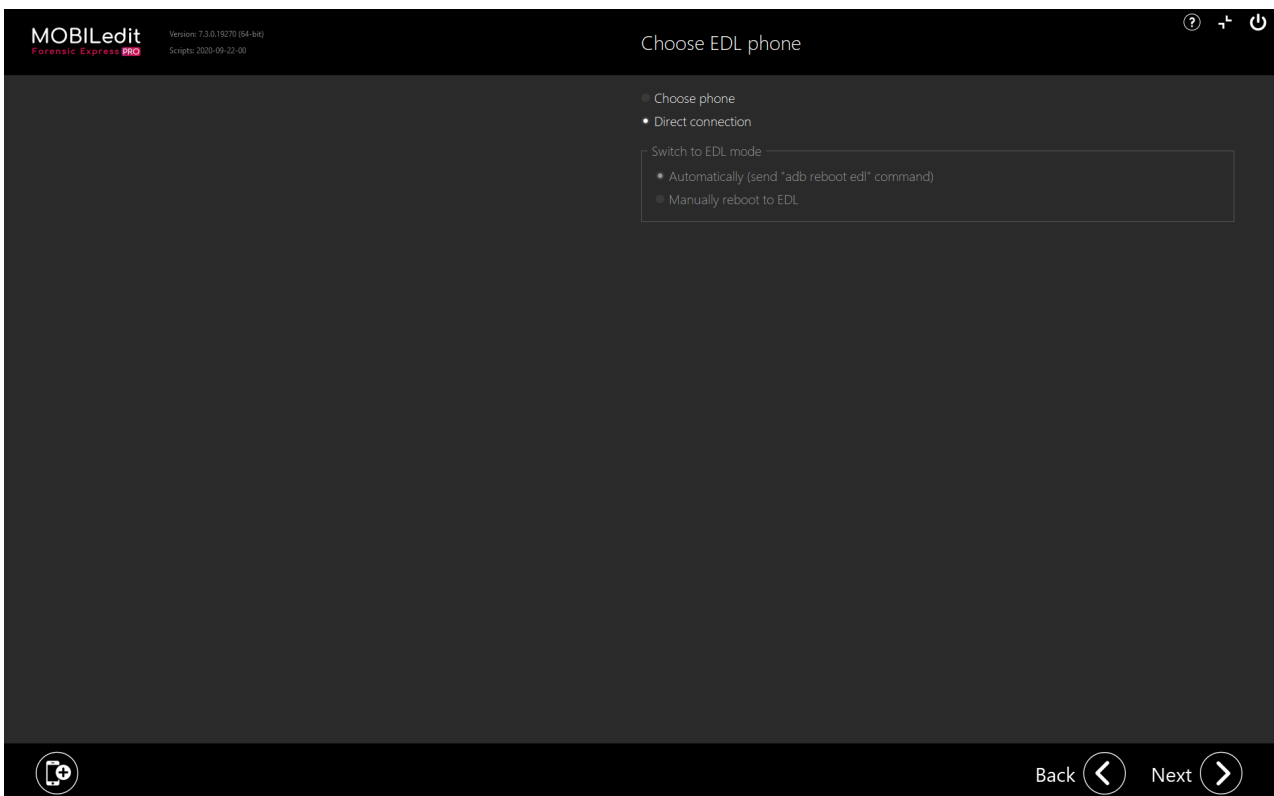 MOBILedit
Forensic Express PRO
Version: 7.3.0.19270 (64-bit)
Scripts: 2020-09-22-00
Choose EDL phone
?
Choose phone
Direct connection
Switch to EDL mode
Automatically (send "adb reboot edl" command)
Manually reboot to EDL
Back
Next